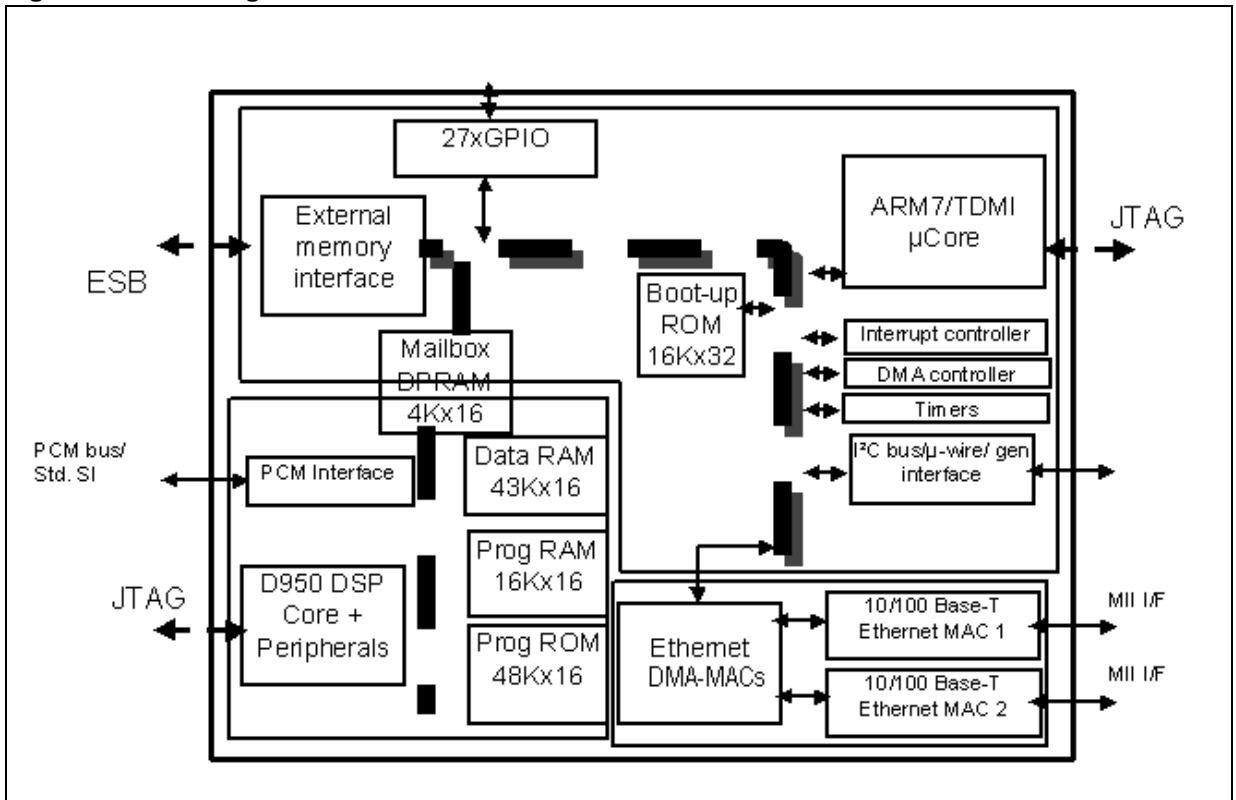 27xGPIO
External
memory
interface
ESB
ARM7/TDMI
µCore
JTAG
Boot-up
ROM
16Kx32
Interrupt controller
DMA controller
Timers
I²C bus/µ-wire/ gen
interface
Mailbox
DPRAM
4Kx16
PCM bus/
Std. SI
PCM Interface
Data RAM
43Kx16
Prog RAM
16Kx16
Prog ROM
48Kx16
JTAG
D950 DSP
Core +
Peripherals
Ethernet
DMA-MACs
10/100 Base-T
Ethernet MAC 1
MII I/F
10/100 Base-T
Ethernet MAC 2
MII I/F